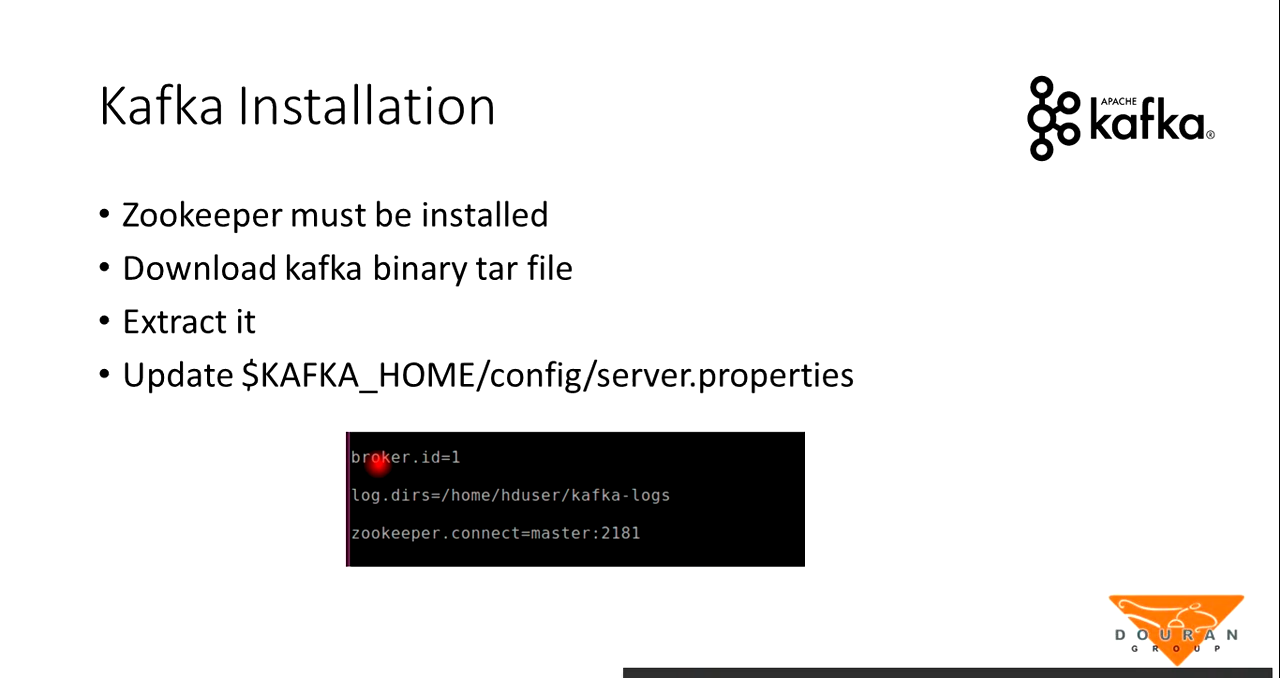 Kafka Installation
APACHE
kafka®
• Zookeeper must be installed
• Download kafka binary tar file
• Extract it
• Update $KAFKA_HOME/config/server.properties
broker.id=1
log.dirs=/home/hduser/kafka-logs
zookeeper.connect=master:2181
DOURAN
GROUP